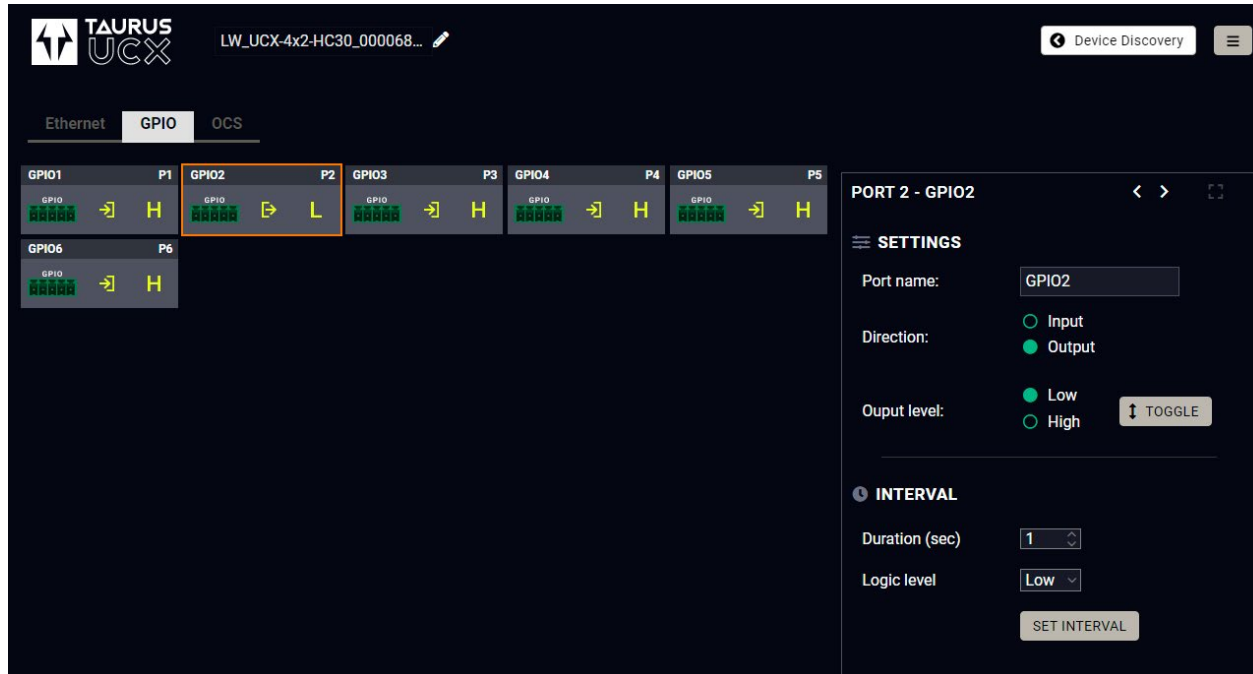 TAURUS
UCX
LW_UCX-4x2-HC30_000068...
Device Discovery
Ethernet GPIO OCS
GPIO1 P1 GPIO2 P2 GPIO3 P3 GPIO4 P4 GPIO5 P5
GPIO H GPIO L GPIO H GPIO H GPIO H
GPIO6 P6
GPIO H
PORT 2 - GPIO2
SETTINGS
Port name: GPIO2
Direction: Input
Output
Ouput level: Low
High
TOGGLE
INTERVAL
Duration (sec) 1
Logic level Low
SET INTERVAL